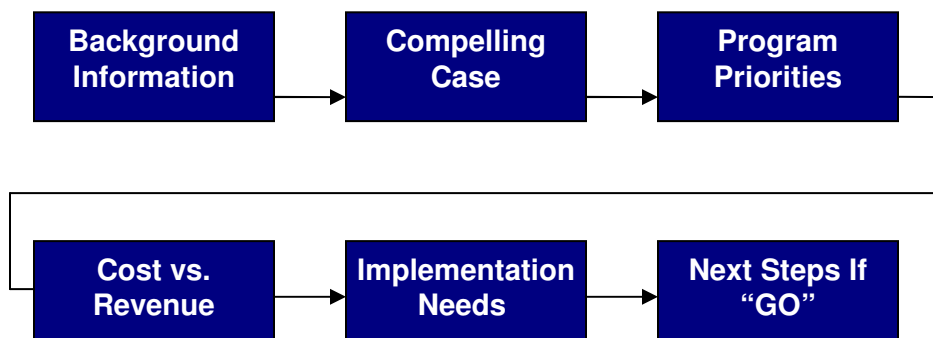 Background
Information
Compelling
Case
Program
Priorities
Cost vs.
Revenue
Implementation
Needs
Next Steps If
“GO”